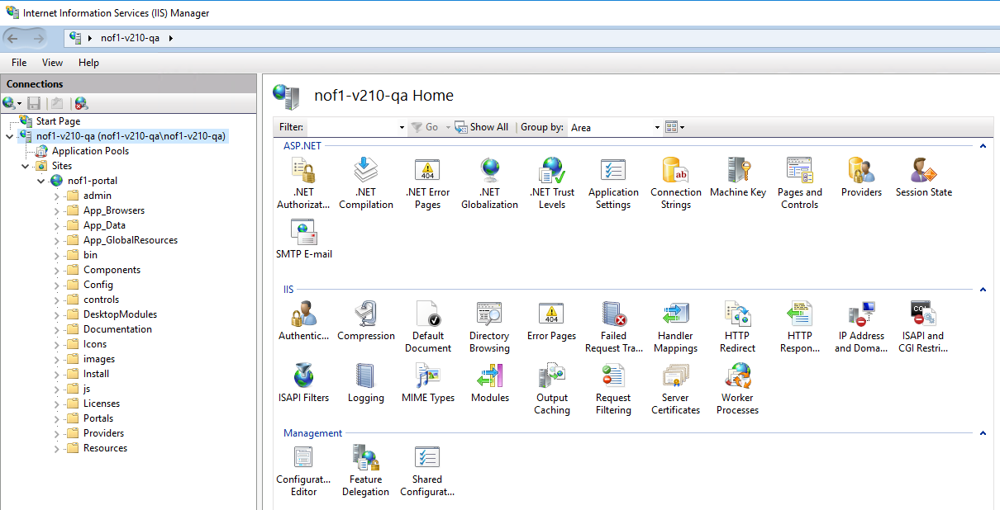 Internet Information Services (IIS) Manager
nof1-v210-qa
File View Help
Connections
Start Page
nof1-v210-qa (nof1-v210-qa\nof1-v210-qa)
Application Pools
Sites
nof1-portal
admin
App_Browsers
App_Data
App_GlobalResources
bin
Components
Config
controls
DesktopModules
Documentation
Icons
images
Install
js
Licenses
Portals
Providers
Resources
nof1-v210-qa Home
Filter: Go Show All Group by: Area
ASP.NET
.NET Authorizat...
.NET Compilation
404
.NET Error Pages
.NET Globalization
.NET Trust Levels
Application Settings
ab
Connection Strings
Machine Key
Pages and Controls
Providers
Session State
SMTP E-mail
IIS
Authentic...
Compression
Default Document
Directory Browsing
404
Error Pages
Failed Request Tra...
Handler Mappings
HTTP Redirect
HTTP Respon...
IP Address and Doma...
CGI
ISAPI and CGI Restri...
ISAPI Filters
Logging
MIME Types
Modules
Output Caching
Request Filtering
Server Certificates
Worker Processes
Management
Configurat... Editor
Feature Delegation
Shared Configurat...